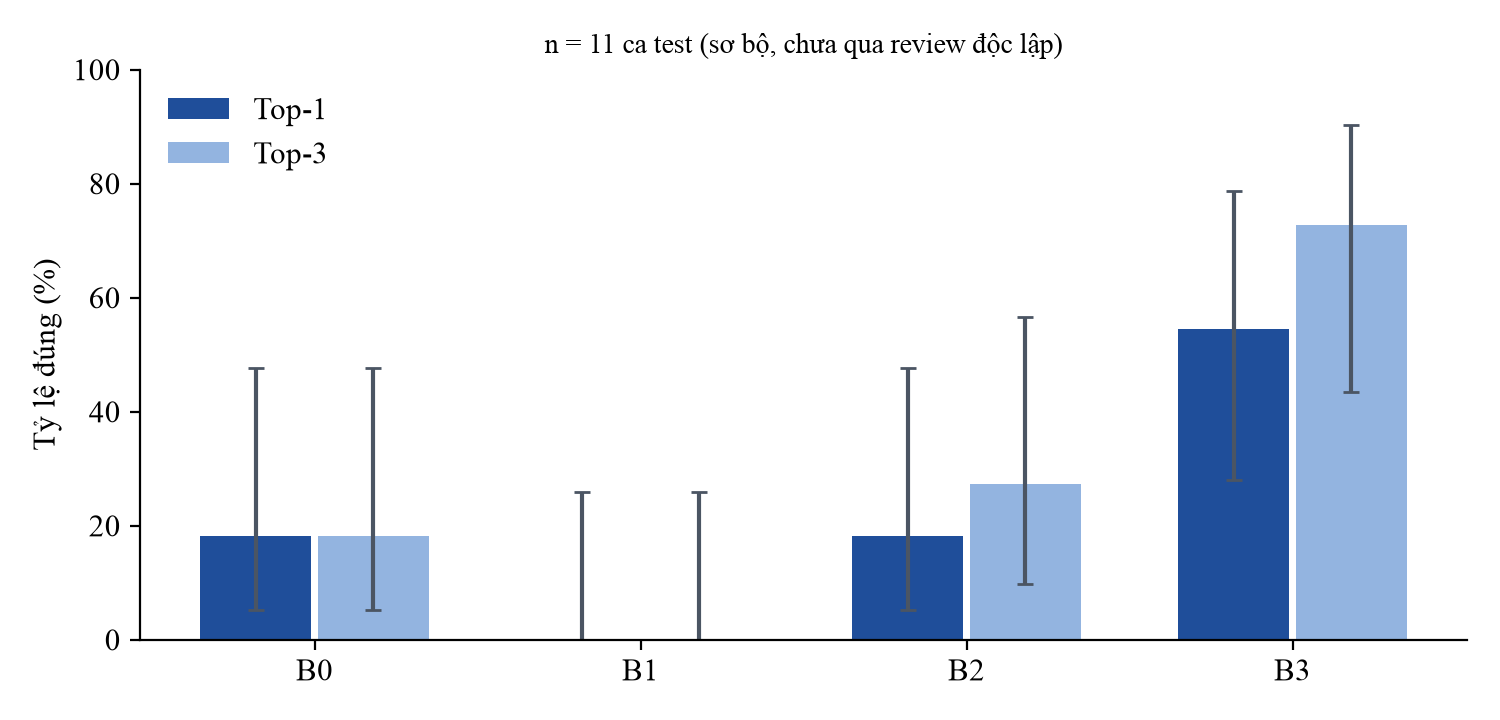 n = 11 ca test (sơ bộ, chưa qua review độc lập)
100
80
60
40
20
0
Tỷ lệ đúng (%)
Top-1
Top-3
B0
B1
B2
B3